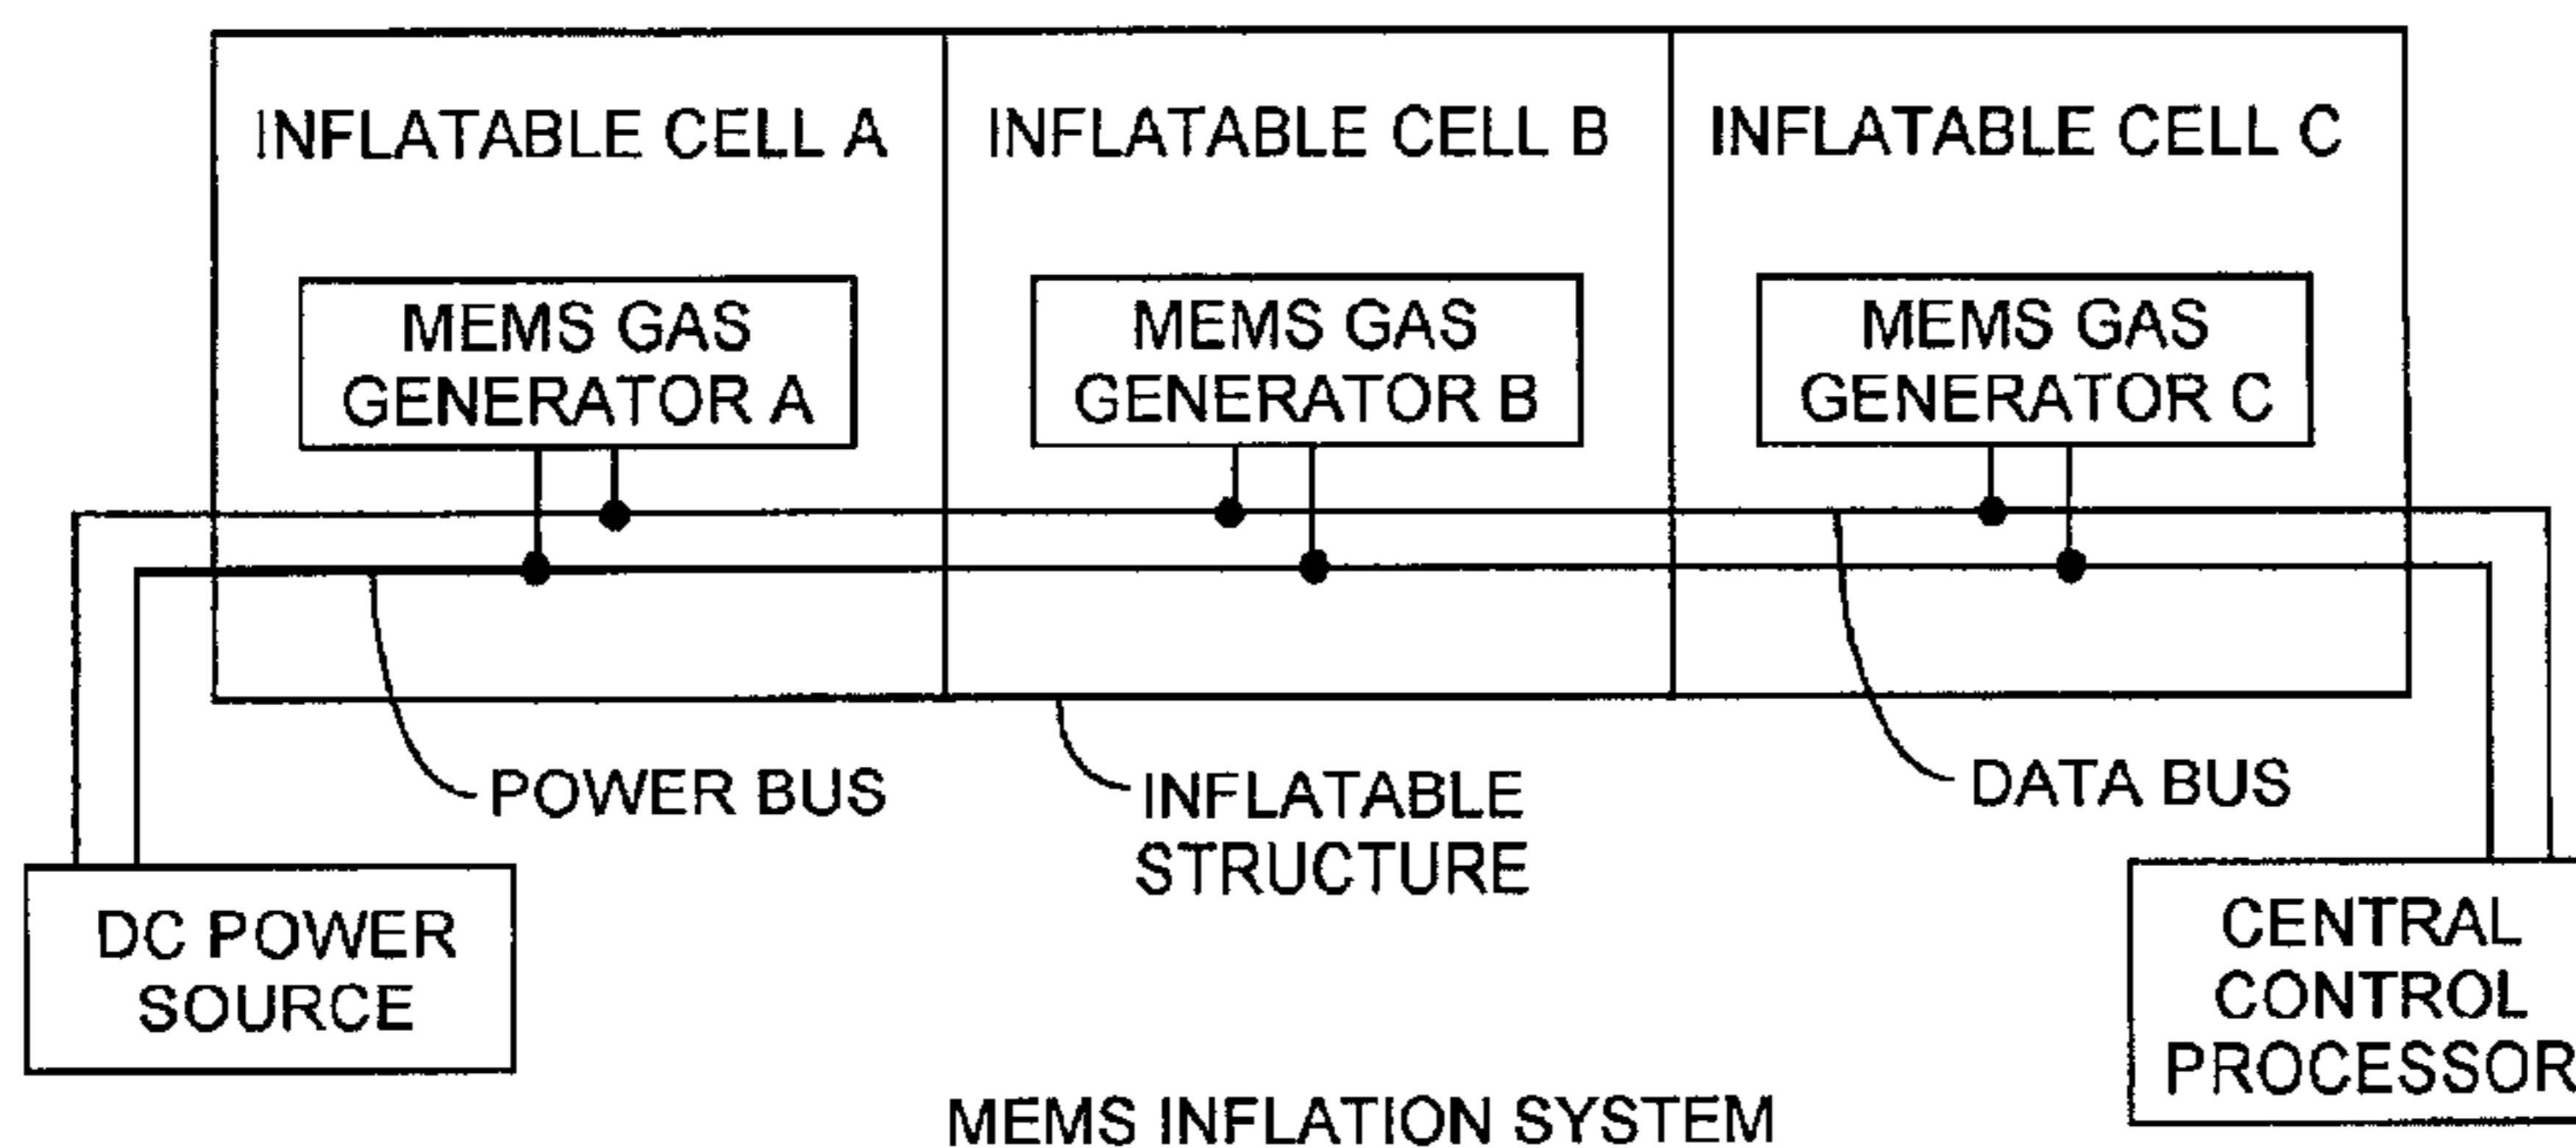 INFLATABLE CELL A
INFLATABLE CELL B
INFLATABLE CELL C
MEMS GAS
GENERATOR A
MEMS GAS
GENERATOR B
MEMS GAS
GENERATOR C
POWER BUS
INFLATABLE
STRUCTURE
DATA BUS
DC POWER
SOURCE
CENTRAL
CONTROL
PROCESSOR
MEMS INFLATION SYSTEM